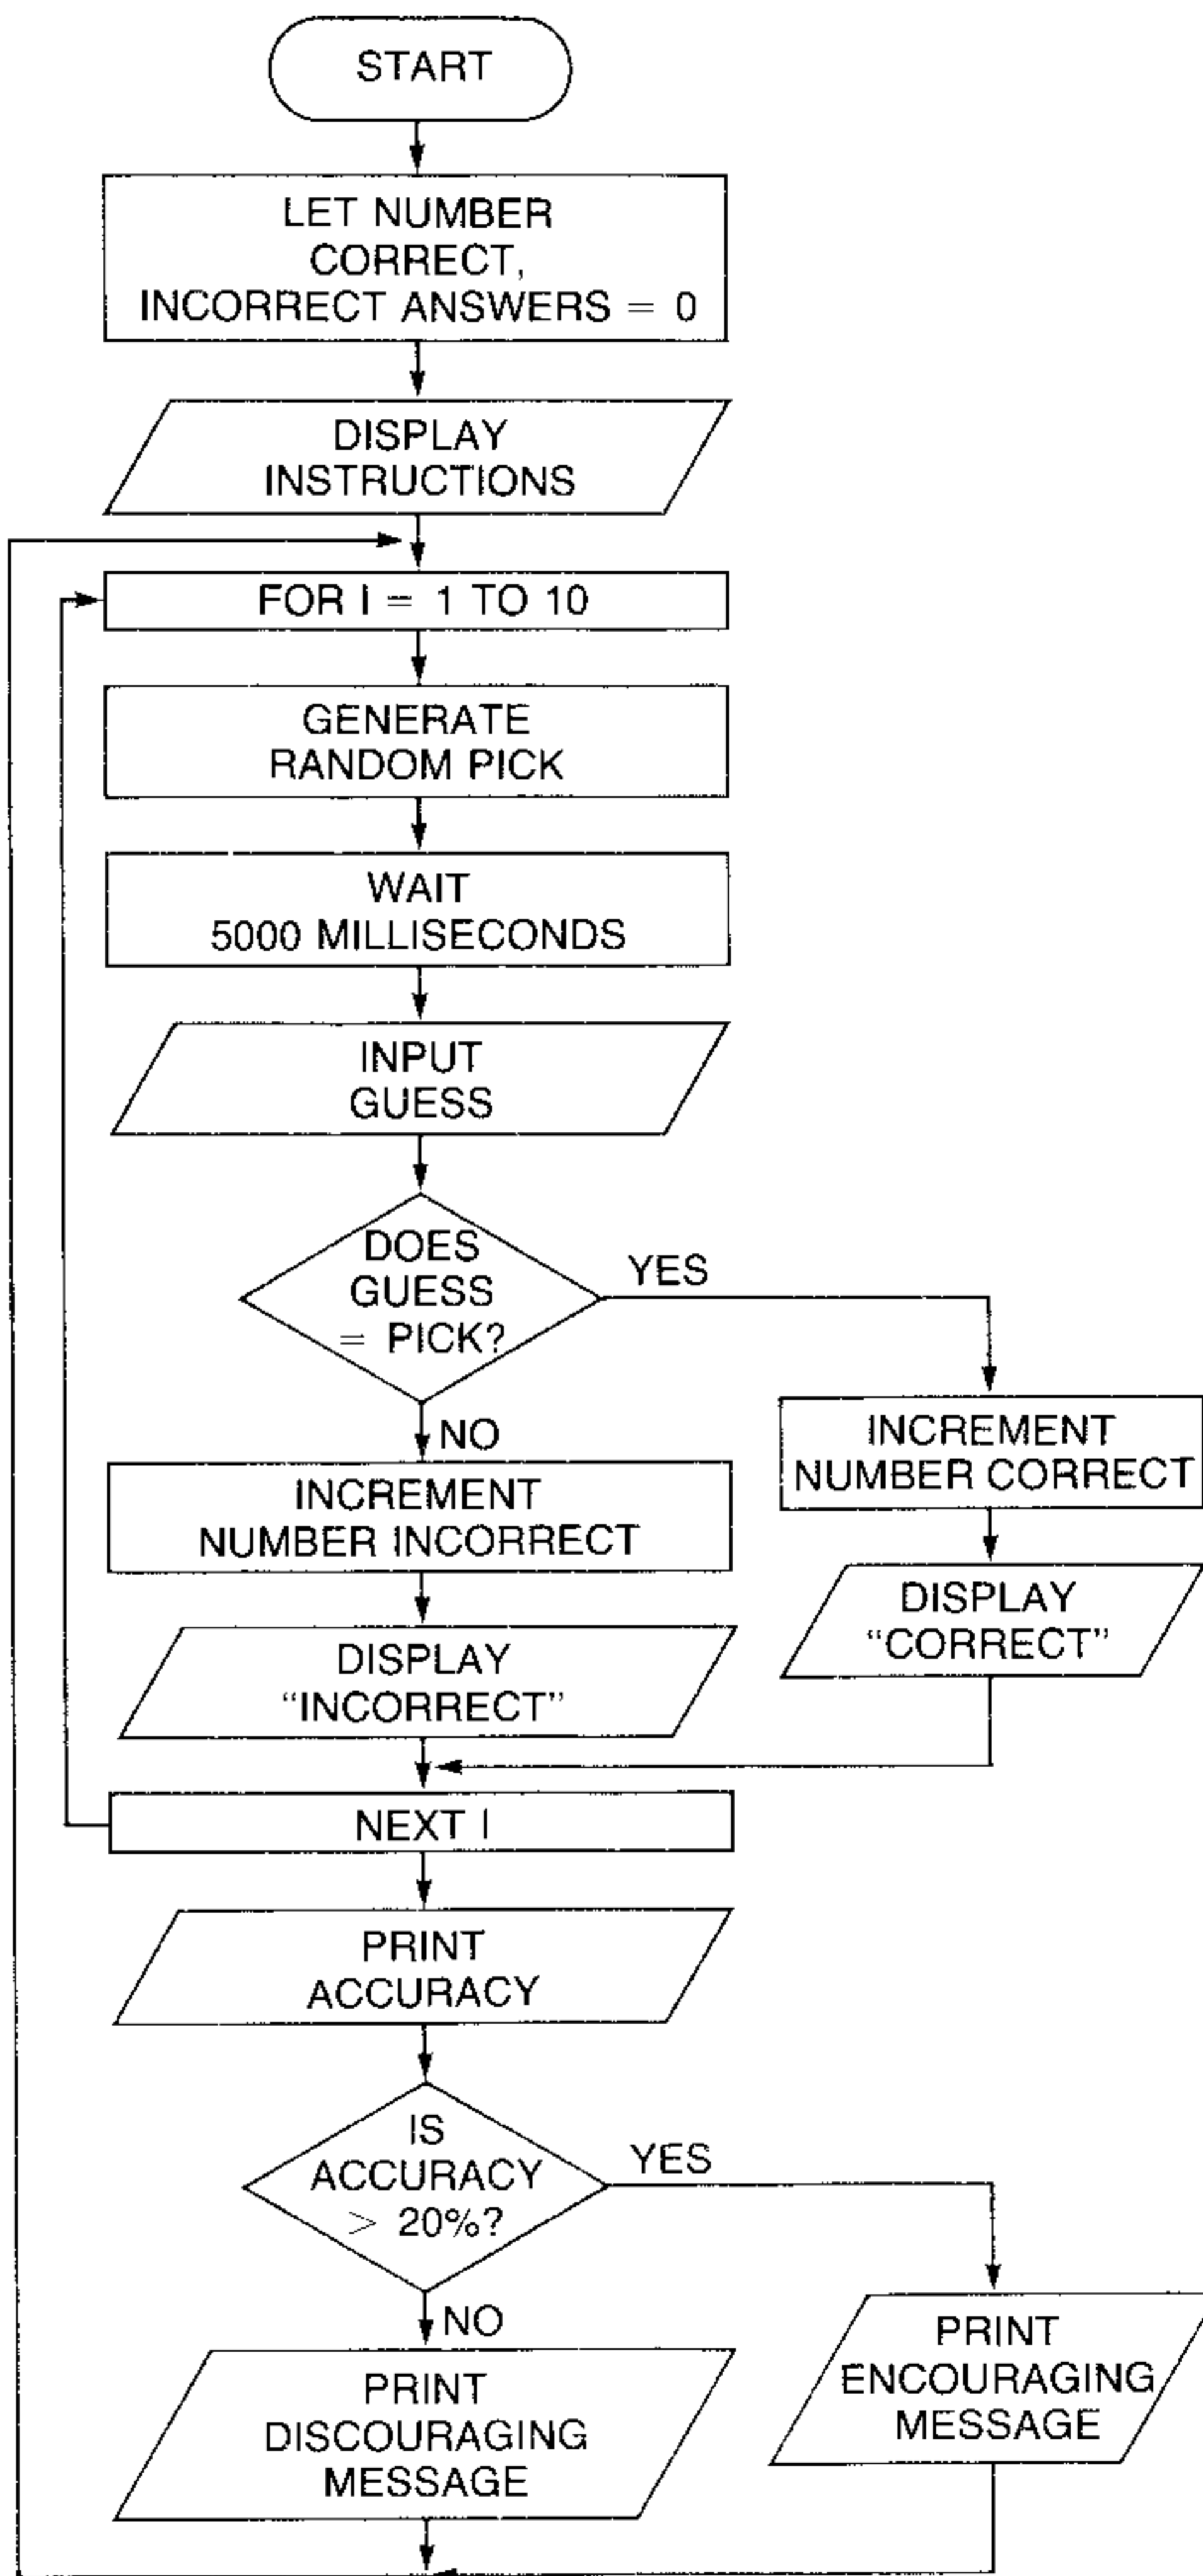 START
LET NUMBER
CORRECT,
INCORRECT ANSWERS = 0
DISPLAY
INSTRUCTIONS
FOR I = 1 TO 10
GENERATE
RANDOM PICK
WAIT
5000 MILLISECONDS
INPUT
GUESS
DOES
GUESS
= PICK?
YES
NO
INCREMENT
NUMBER CORRECT
INCREMENT
NUMBER INCORRECT
DISPLAY
“CORRECT”
DISPLAY
“INCORRECT”
NEXT I
PRINT
ACCURACY
IS
ACCURACY
> 20%?
YES
NO
PRINT
ENCOURAGING
MESSAGE
PRINT
DISCOURAGING
MESSAGE